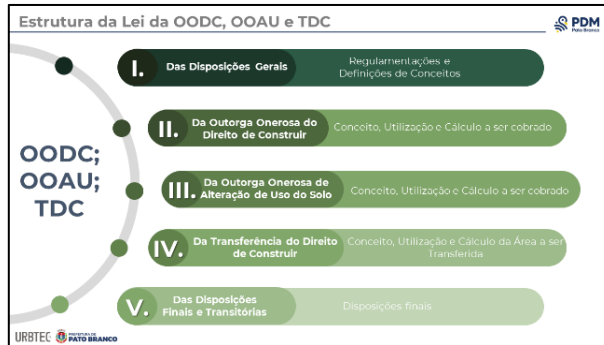 Estrutura da Lei da OODC, OOAU e TDC
PDM
Pato Branco
OODC;
OOAU;
TDC
I.
Das Disposições Gerais
Regulamentações e
Definições de Conceitos
II.
Da Outorga Onerosa do
Direito de Construir
Conceito, Utilização e Cálculo a ser cobrado
III.
Da Outorga Onerosa de
Alteração de Uso do Solo
Conceito, Utilização e Cálculo a ser cobrado
IV.
Da Transferência do Direito
de Construir
Conceito, Utilização e Cálculo da Área a ser
Transferida
V.
Das Disposições
Finais e Transitórias
Disposições finais
URBTEC
PREFEITURA DE
PATO BRANCO